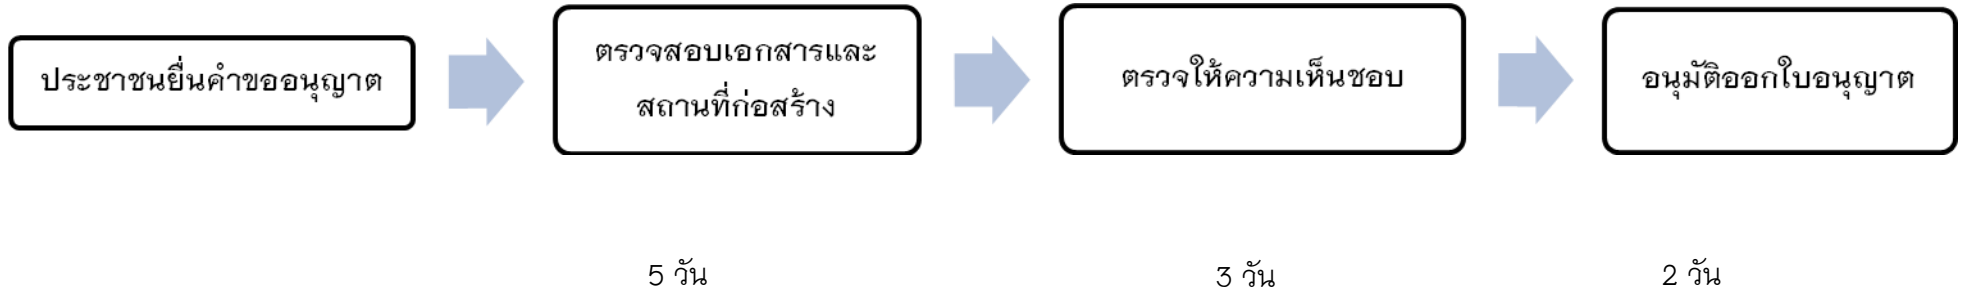 ประชาชนยื่นคำขออนุญาต
ตรวจสอบเอกสารและ
สถานที่ก่อสร้าง
ตรวจให้ความเห็นชอบ
อนุมัติออกใบอนุญาต
5 วัน
3 วัน
2 วัน